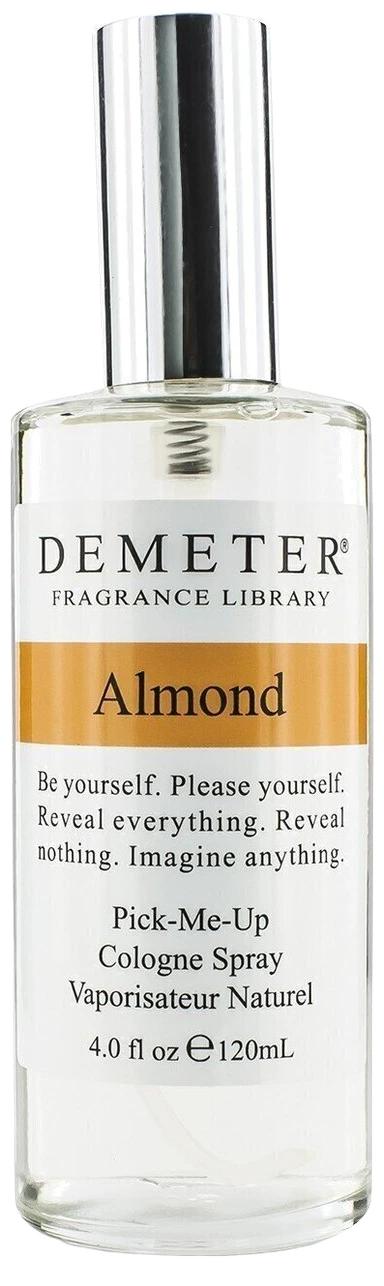 DEMETER®
FRAGRANCE LIBRARY
Almond
Be yourself. Please yourself.
Reveal everything. Reveal
nothing. Imagine anything.
Pick-Me-Up
Cologne Spray
Vaporisateur Naturel
4.0 fl oz ℮120mL